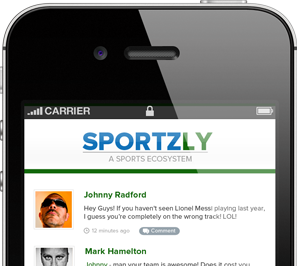 CARRIER
SPORTZLY
A SPORTS ECOSYSTEM
Johnny Radford
Hey Guys! If you haven't seen Lionel Messi playing last year,
I guess you're completely on the wrong track! LOL!
12 minutes ago Comment
Mark Hamelton
Johnny - man your team is awesome! Does it cost you